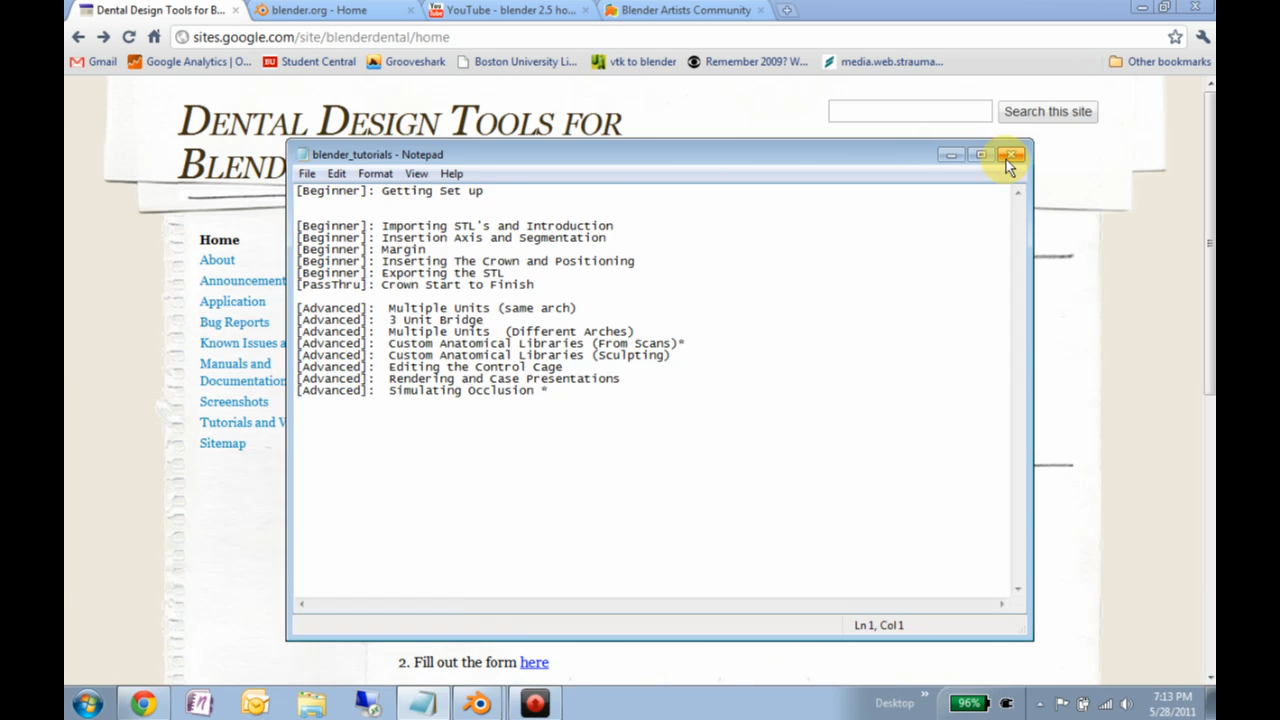 Dental Design Tools for B...
blender.org - Home
YouTube - blender 2.5 ho...
Blender Artists Community
sites.google.com/site/blenderdental/home
Gmail
Google Analytics | O...
Student Central
Grooveshark
Boston University Li...
vtk to blender
Remember 2009? W...
media.web.strauma...
Other bookmarks
DENTAL DESIGN TOOLS FOR
BLEND
Search this site
Home
About
Announcement
Application
Bug Reports
Known Issues a
Manuals and
Documentation
Screenshots
Tutorials and V
Sitemap
blender_tutorials - Notepad
File Edit Format View Help
[Beginner]: Getting Set up
[Beginner]: Importing STL's and Introduction
[Beginner]: Insertion Axis and Segmentation
[Beginner]: Margin
[Beginner]: Inserting The Crown and Positioning
[Beginner]: Exporting the STL
[PassThru]: Crown Start to Finish
[Advanced]: Multiple Units (same arch)
[Advanced]: 3 Unit Bridge
[Advanced]: Multiple Units (Different Arches)
[Advanced]: Custom Anatomical Libraries (From Scans)*
[Advanced]: Custom Anatomical Libraries (Sculpting)
[Advanced]: Editing the Control Cage
[Advanced]: Rendering and Case Presentations
[Advanced]: Simulating Occlusion *
Ln 1, Col 1
2. Fill out the form here
Desktop
96%
7:13 PM
5/28/2011